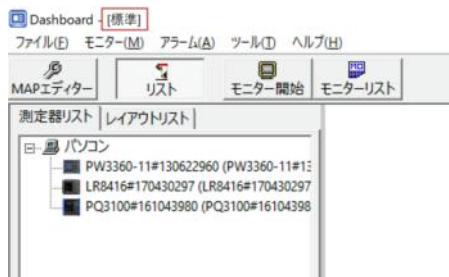 Dashboard - [標準]
ファイル(F) モニター(M) アラーム(A) ツール(T) ヘルプ(H)
MAPエディター リスト モニター開始 モニターリスト
測定器リスト レイアウトリスト
パソコン
PW3360-11#130622960 (PW3360-11#13
LR8416#170430297 (LR8416#170430297
PQ3100#161043980 (PQ3100#16104398